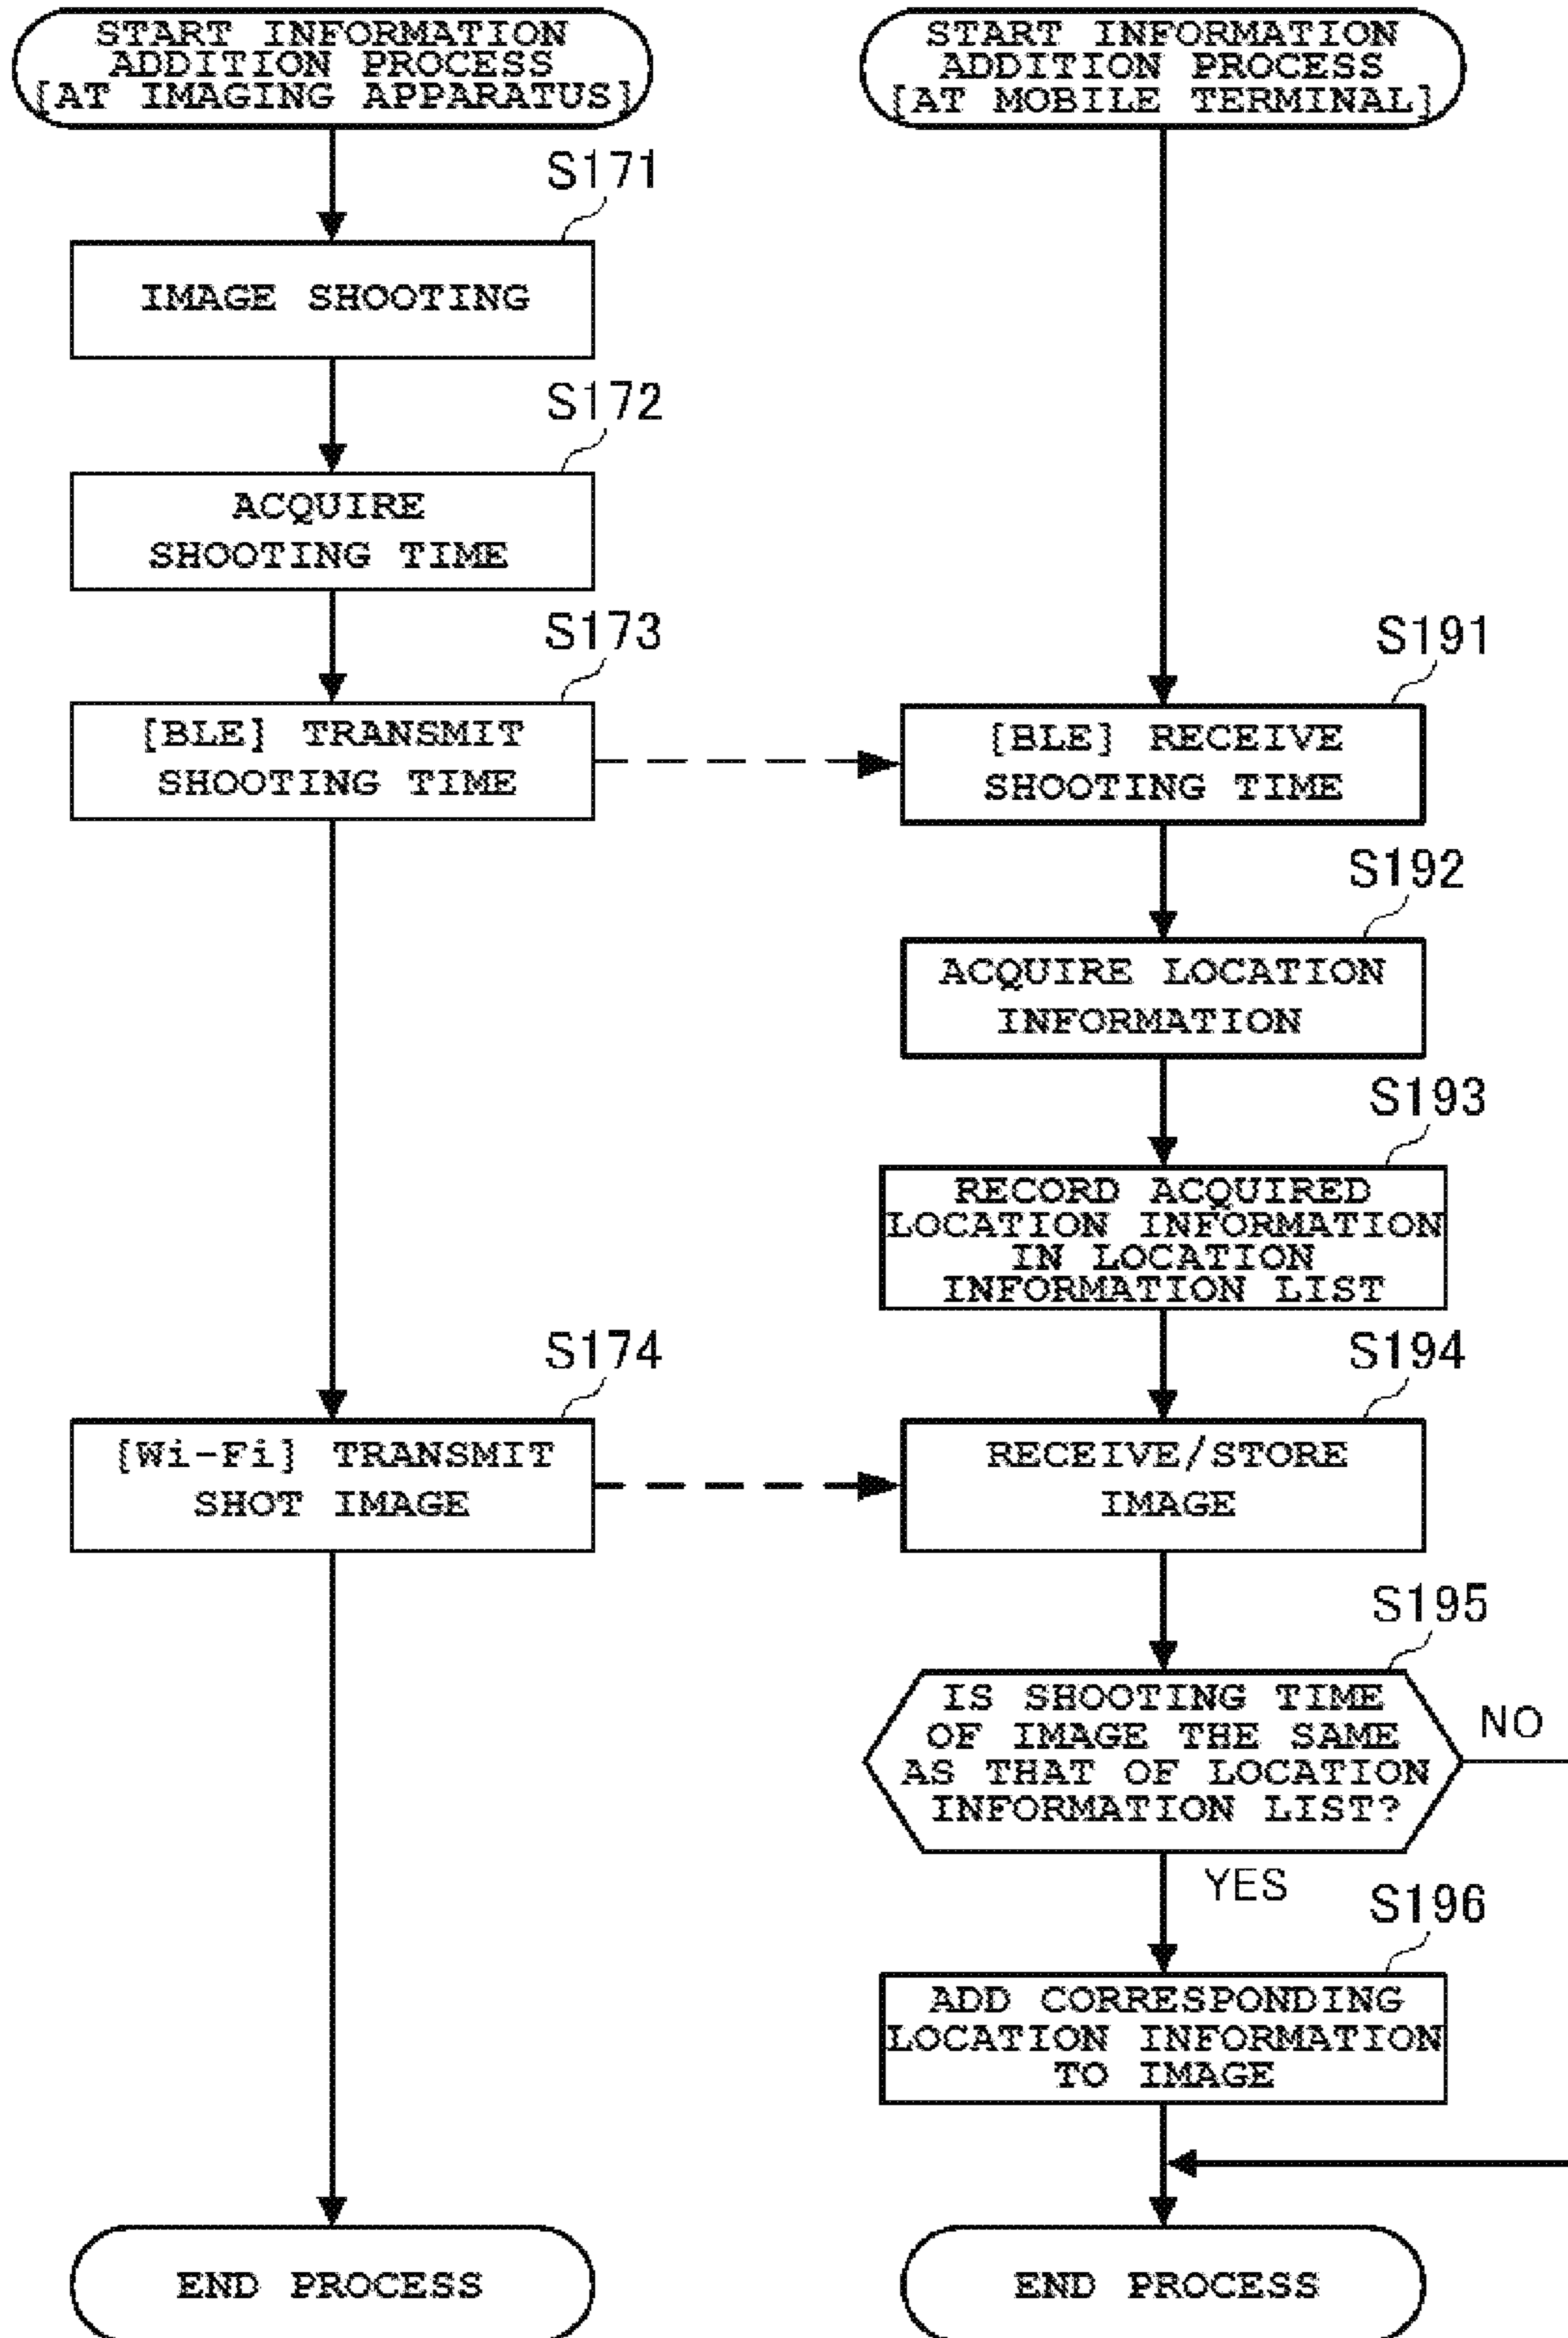 START INFORMATION
ADDITION PROCESS
[AT IMAGING APPARATUS]
S171
IMAGE SHOOTING
S172
ACQUIRE
SHOOTING TIME
S173
[BLE] TRANSMIT
SHOOTING TIME
S174
[Wi-Fi] TRANSMIT
SHOT IMAGE
END PROCESS
START INFORMATION
ADDITION PROCESS
[AT MOBILE TERMINAL]
S191
[BLE] RECEIVE
SHOOTING TIME
S192
ACQUIRE LOCATION
INFORMATION
S193
RECORD ACQUIRED
LOCATION INFORMATION
IN LOCATION
INFORMATION LIST
S194
RECEIVE/STORE
IMAGE
S195
IS SHOOTING TIME
OF IMAGE THE SAME
AS THAT OF LOCATION
INFORMATION LIST?
NO
YES
S196
ADD CORRESPONDING
LOCATION INFORMATION
TO IMAGE
END PROCESS